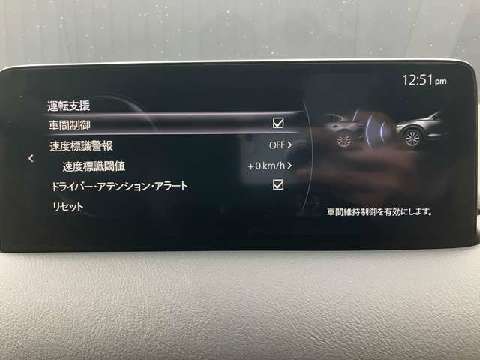 12:51 pm
運転支援
車間制御
速度標識警報 OFF
速度標識閾値 +0km/h
ドライバー・アテンション・アラート
リセット
車間維持制御を有効にします。